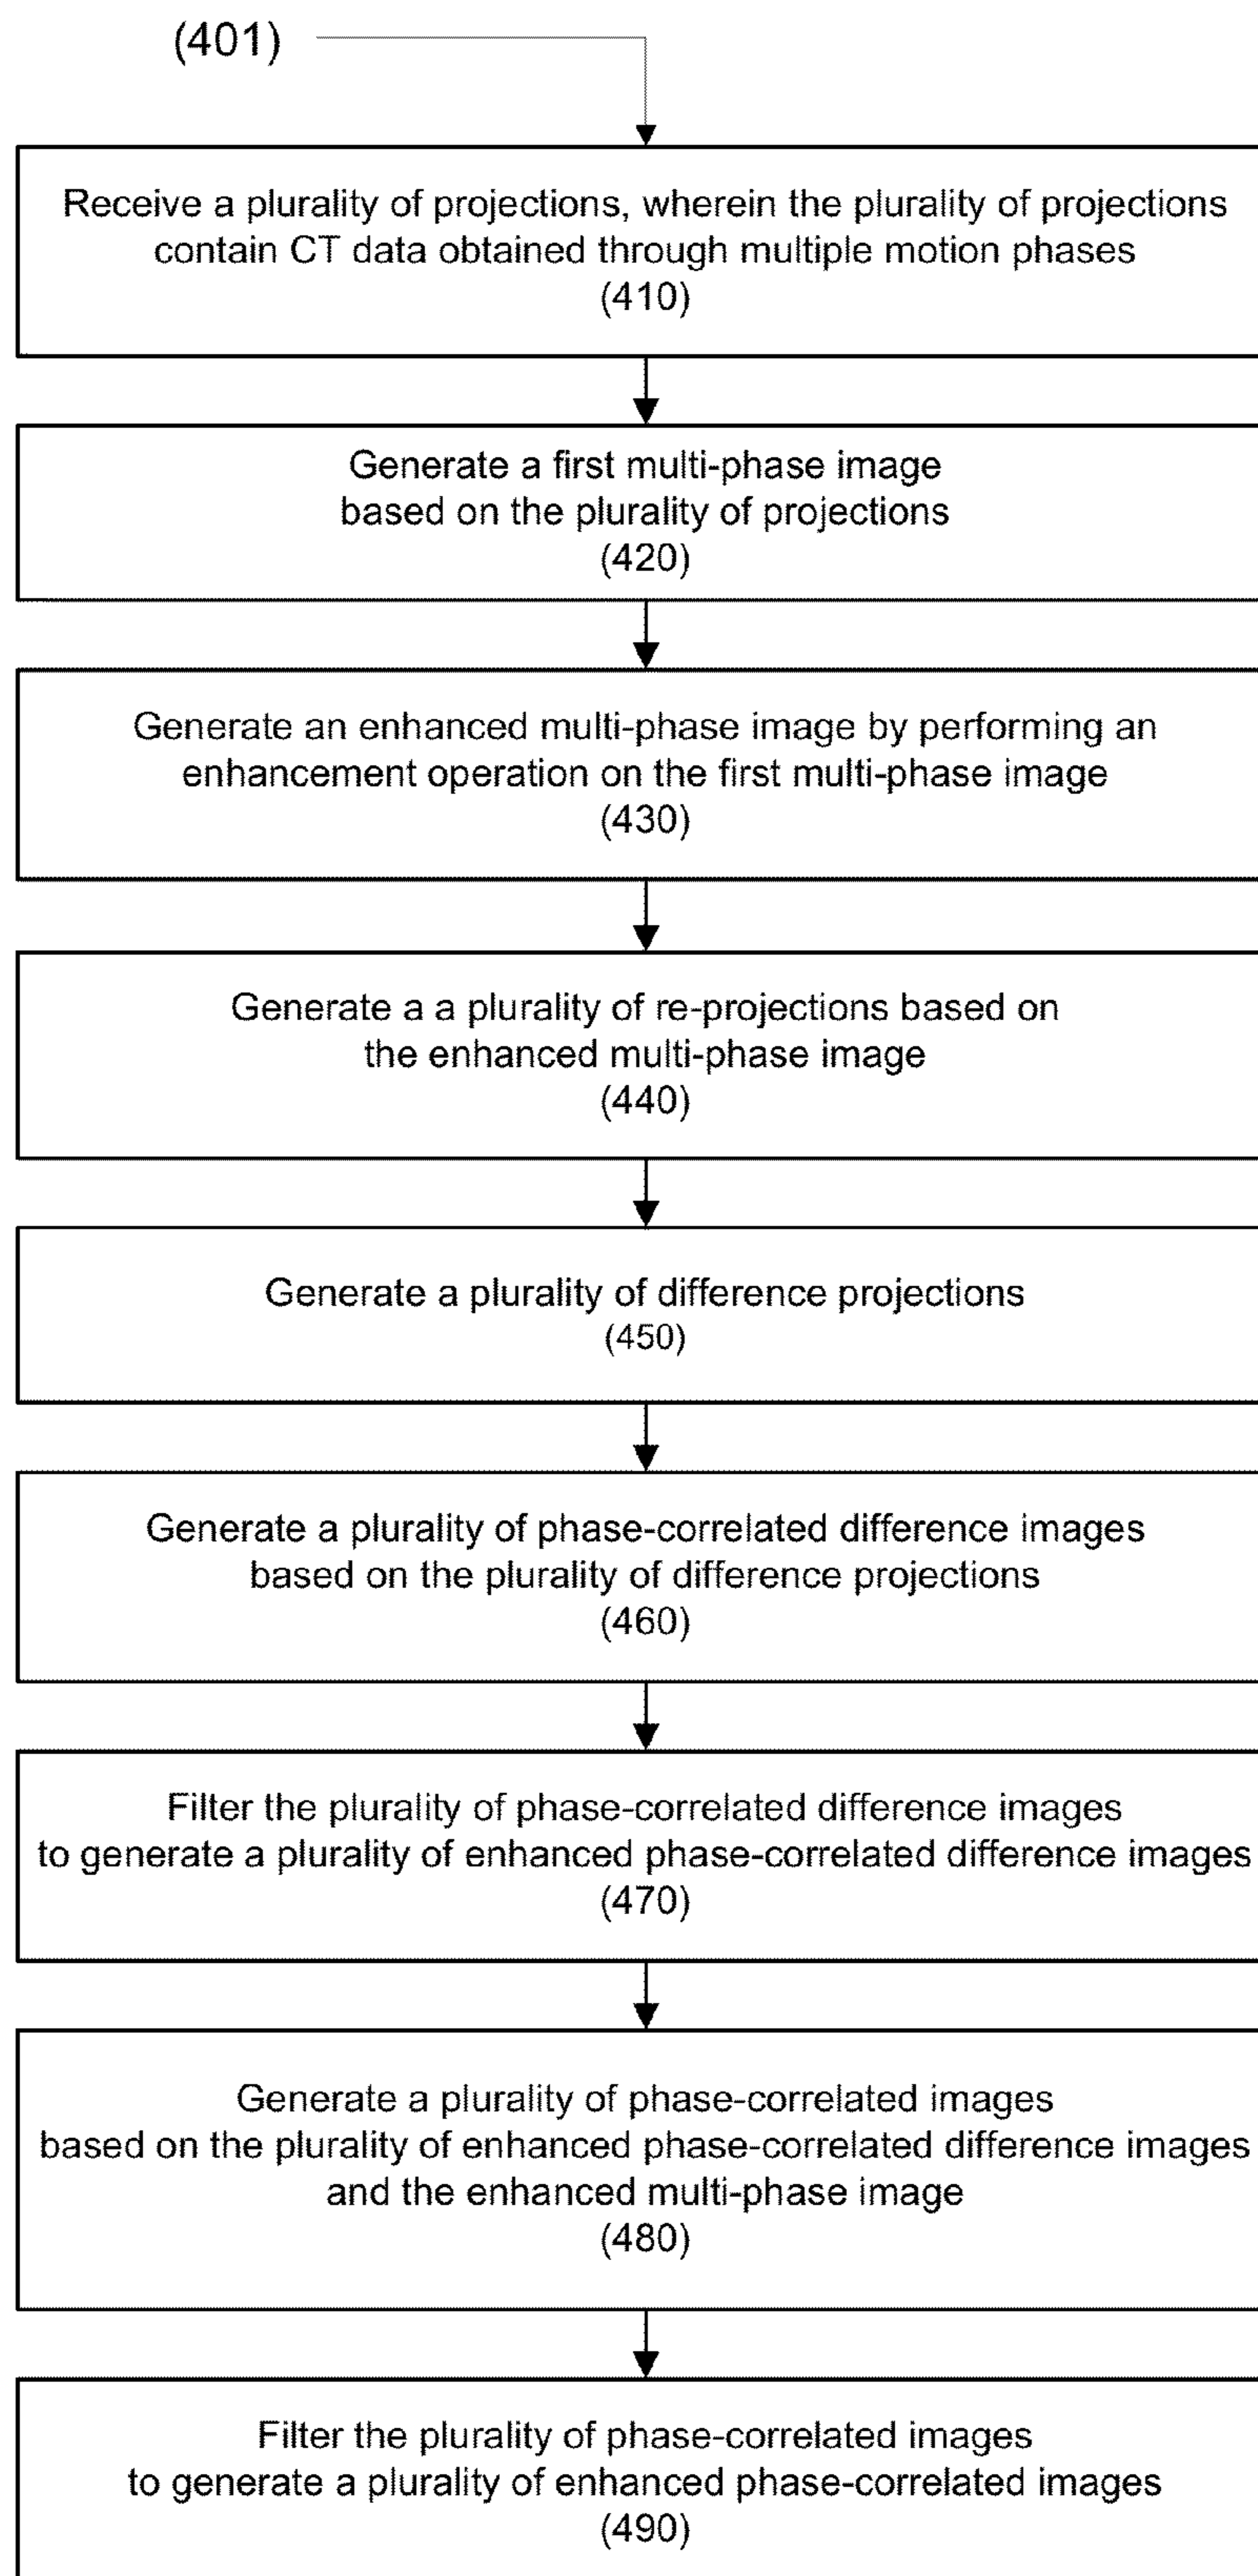 (401)
Receive a plurality of projections, wherein the plurality of projections
contain CT data obtained through multiple motion phases
(410)
Generate a first multi-phase image
based on the plurality of projections
(420)
Generate an enhanced multi-phase image by performing an
enhancement operation on the first multi-phase image
(430)
Generate a a plurality of re-projections based on
the enhanced multi-phase image
(440)
Generate a plurality of difference projections
(450)
Generate a plurality of phase-correlated difference images
based on the plurality of difference projections
(460)
Filter the plurality of phase-correlated difference images
to generate a plurality of enhanced phase-correlated difference images
(470)
Generate a plurality of phase-correlated images
based on the plurality of enhanced phase-correlated difference images
and the enhanced multi-phase image
(480)
Filter the plurality of phase-correlated images
to generate a plurality of enhanced phase-correlated images
(490)